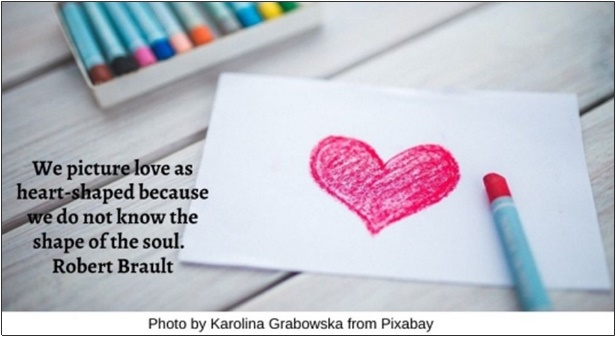 We picture love as
heart-shaped because
we do not know the
shape of the soul.
Robert Brault
Photo by Karolina Grabowska from Pixabay